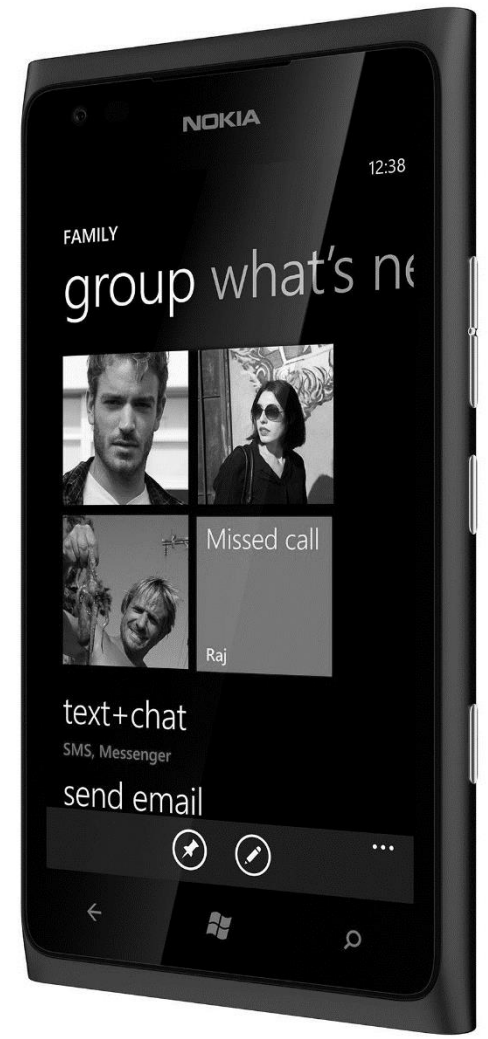 NOKIA
12:38
FAMILY
group what's ne
Missed call
Raj
text+chat
SMS, Messenger
send email